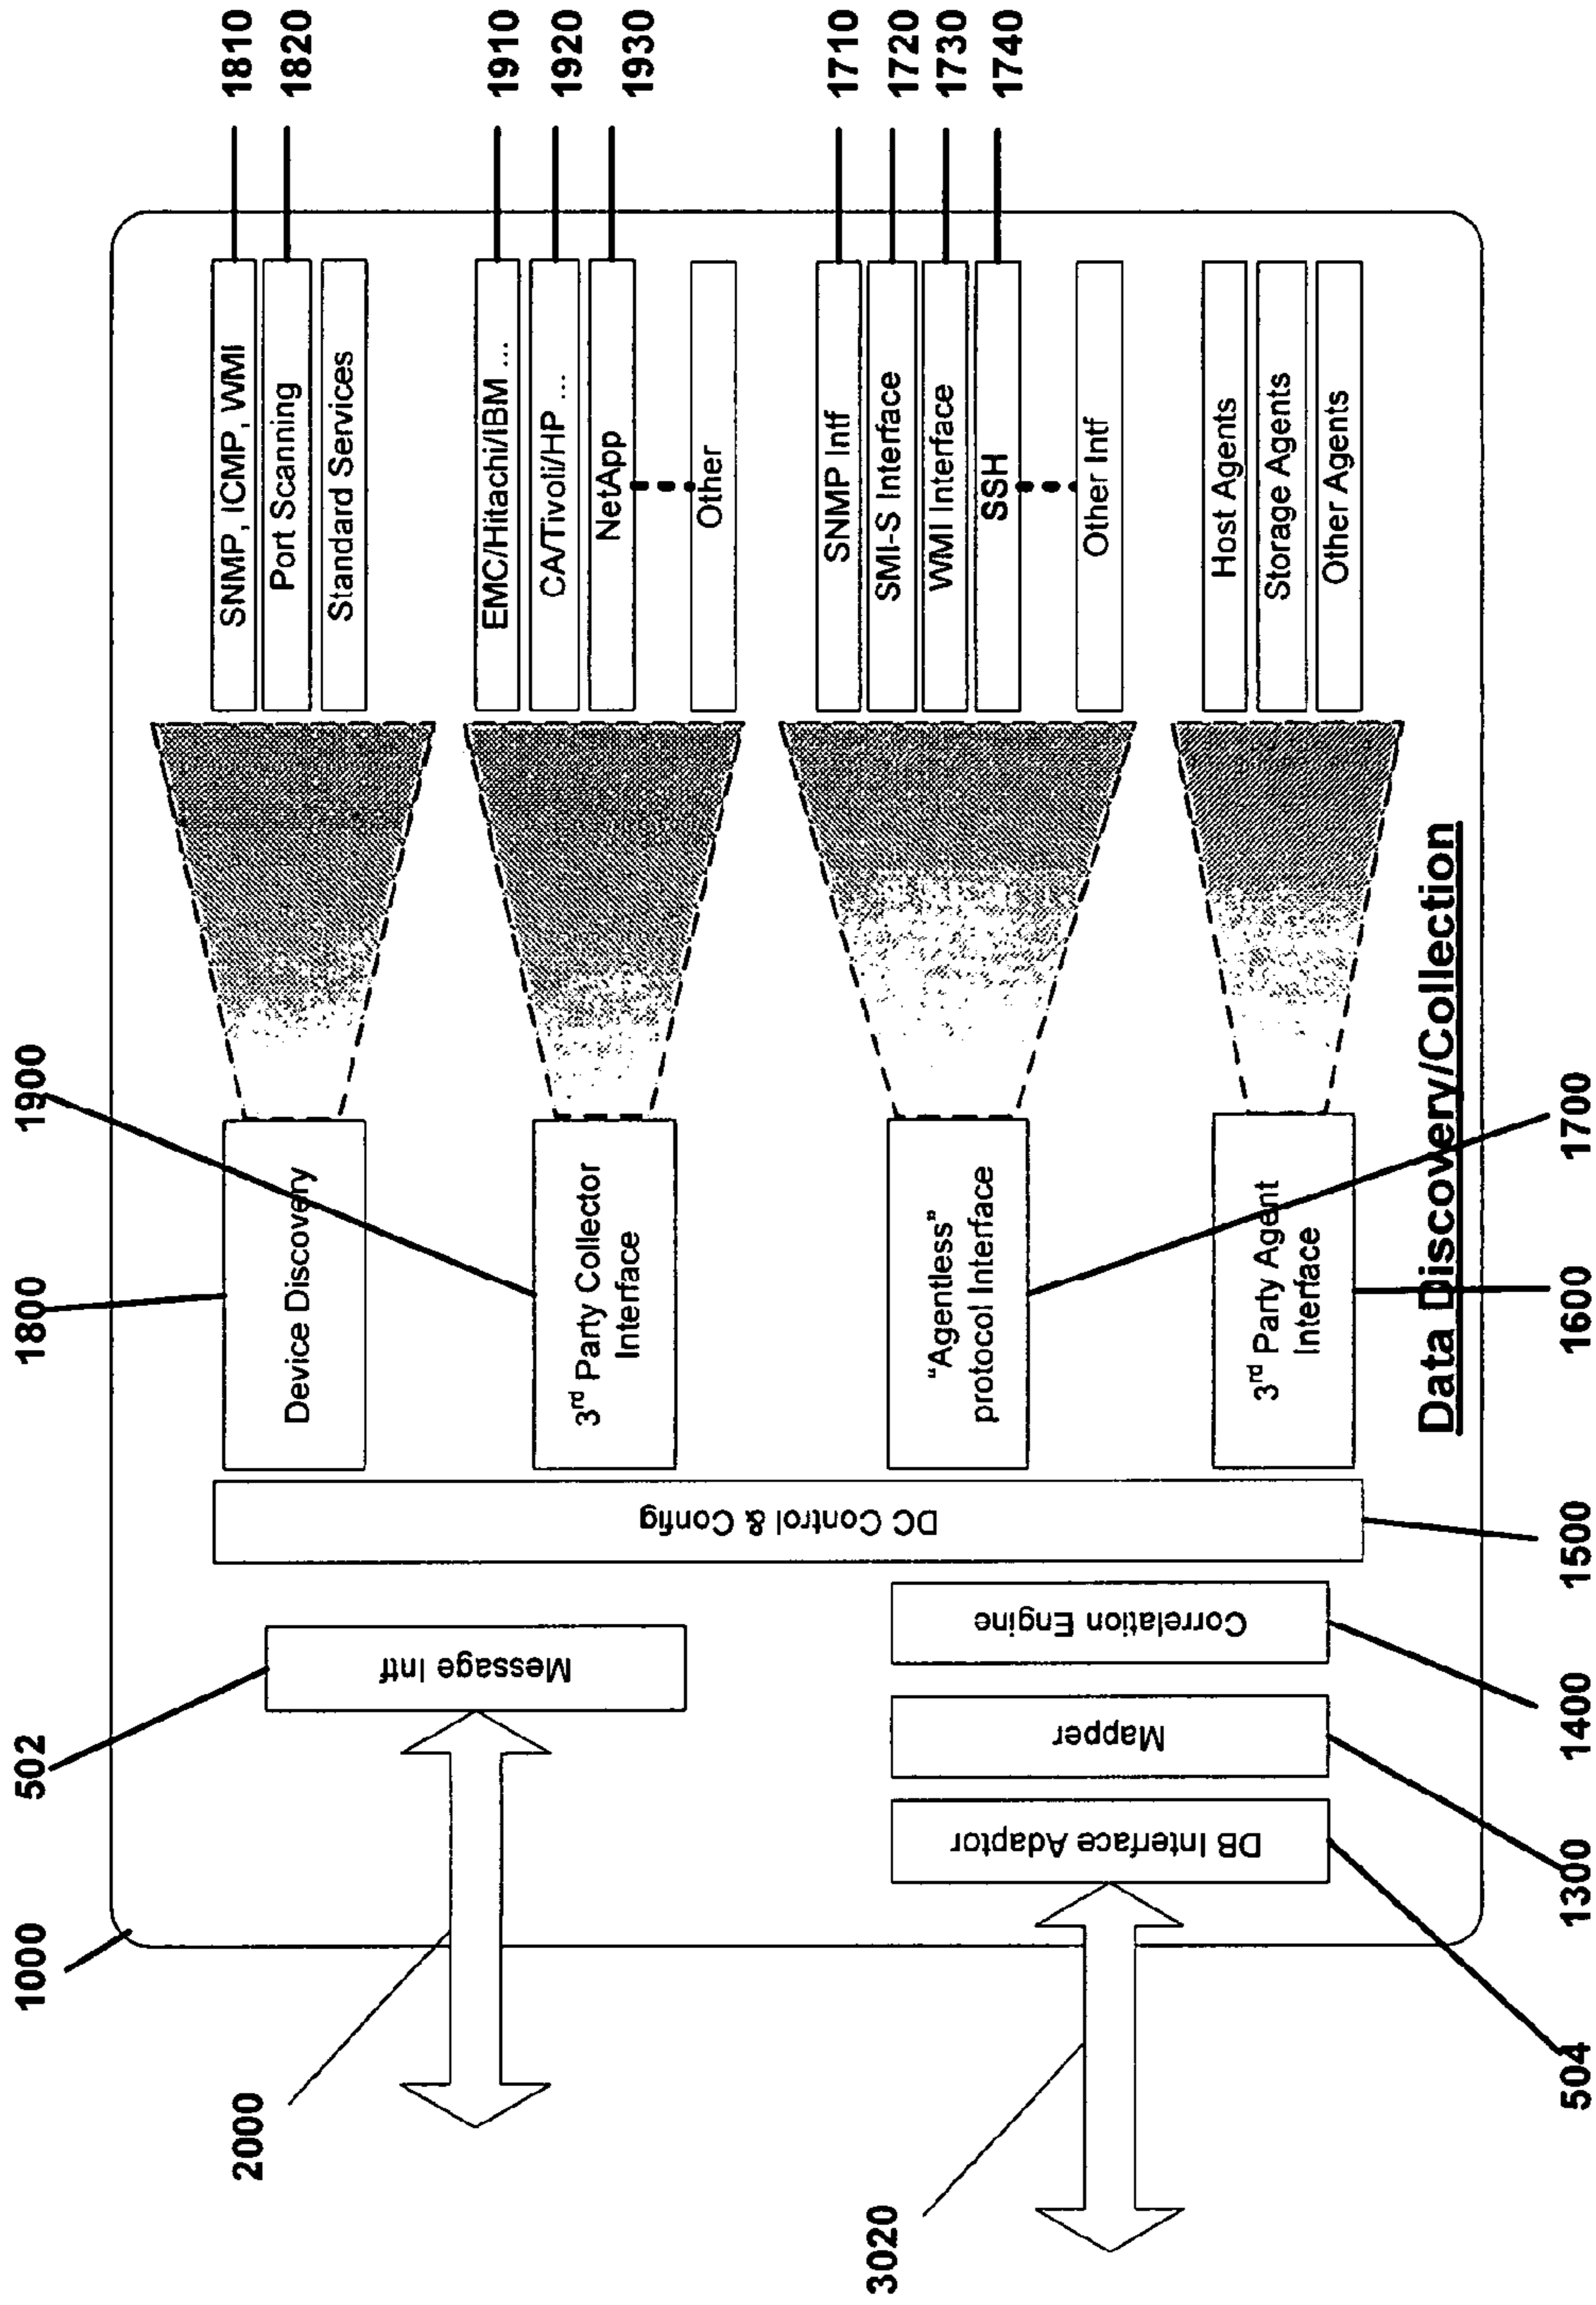 1000
502
1800
1900
2000
3020
Message Intf
DB Interface Adaptor
Mapper
Correlation Engine
DC Control & Config
Device Discovery
3rd Party Collector
Interface
"Agentless"
protocol Interface
3rd Party Agent
Interface
SNMP, ICMP, WMI
Port Scanning
Standard Services
EMC/Hitachi/IBM ...
CA/Tivoli/HP ...
NetApp
Other
SNMP Intf
SMI-S Interface
WMI Interface
SSH
Other Intf
Host Agents
Storage Agents
Other Agents
1810
1820
1910
1920
1930
1710
1720
1730
1740
Data Discovery/Collection
504
1300
1400
1500
1600
1700